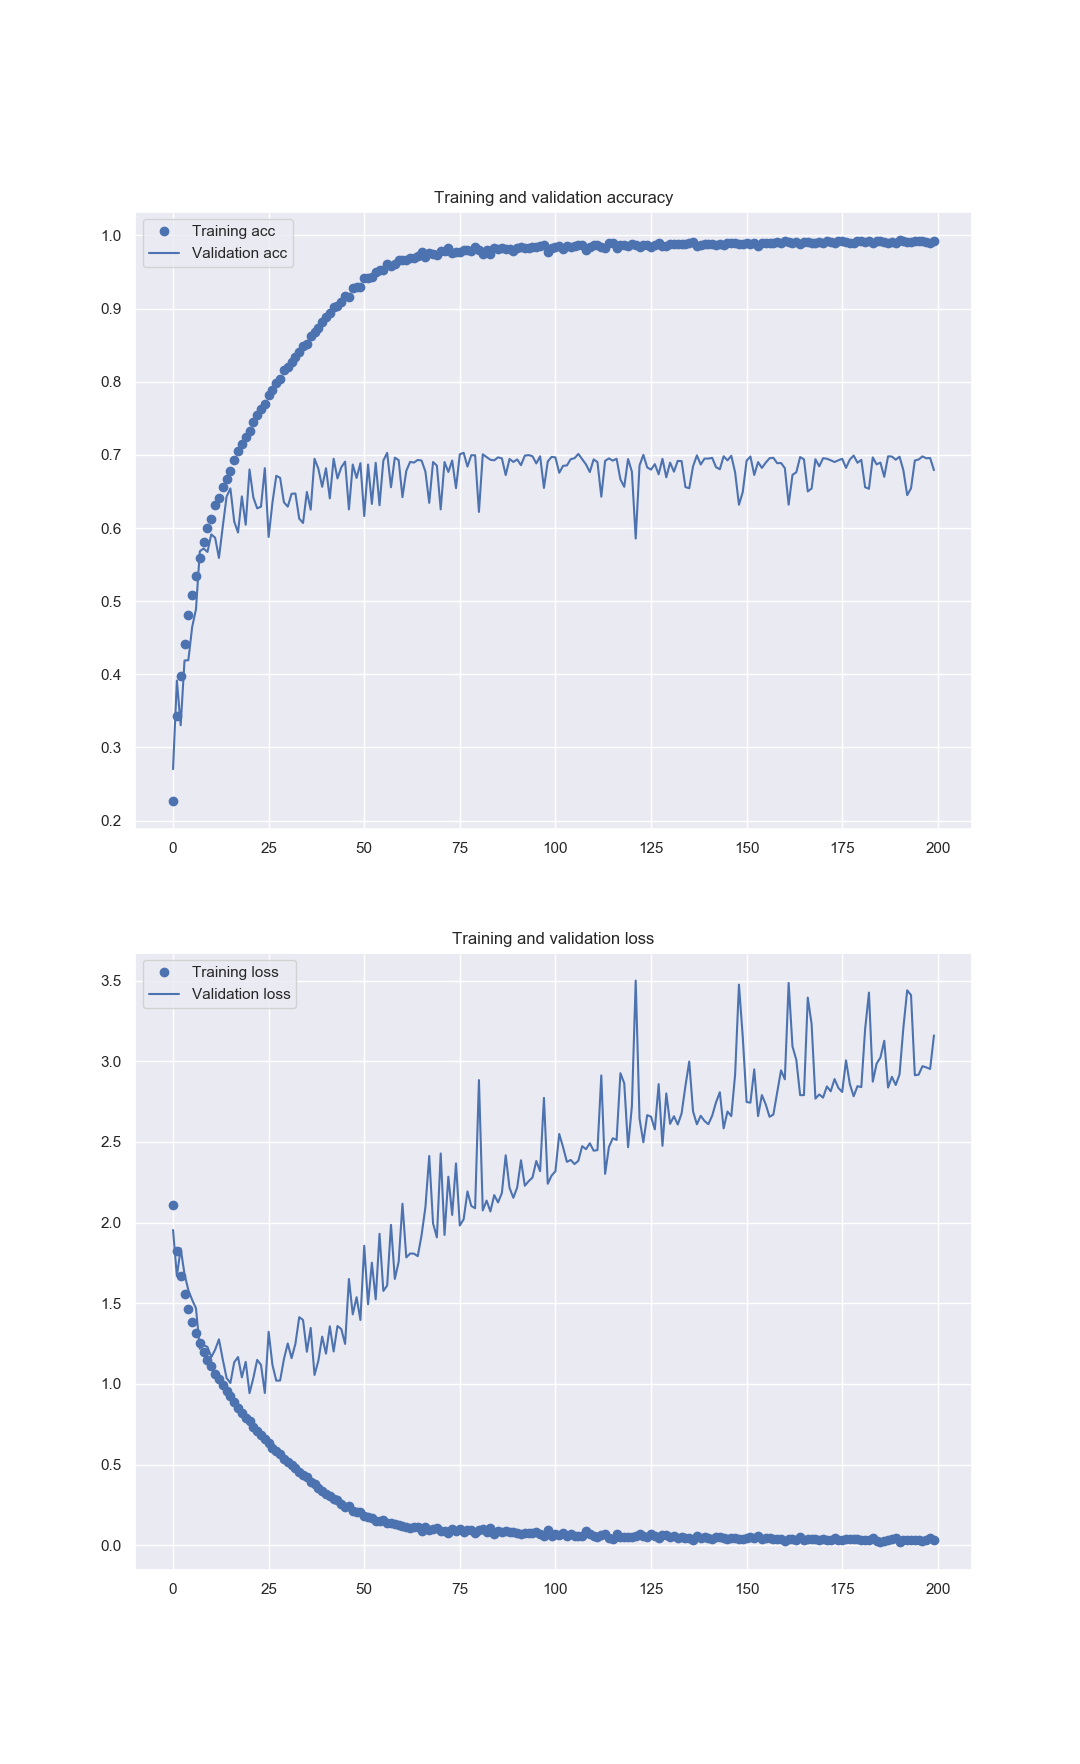 Training and validation accuracy
Training acc
Validation acc
1.0
0.9
0.8
0.7
0.6
0.5
0.4
0.3
0.2
0 25 50 75 100 125 150 175 200
Training and validation loss
Training loss
Validation loss
3.5
3.0
2.5
2.0
1.5
1.0
0.5
0.0
0 25 50 75 100 125 150 175 200